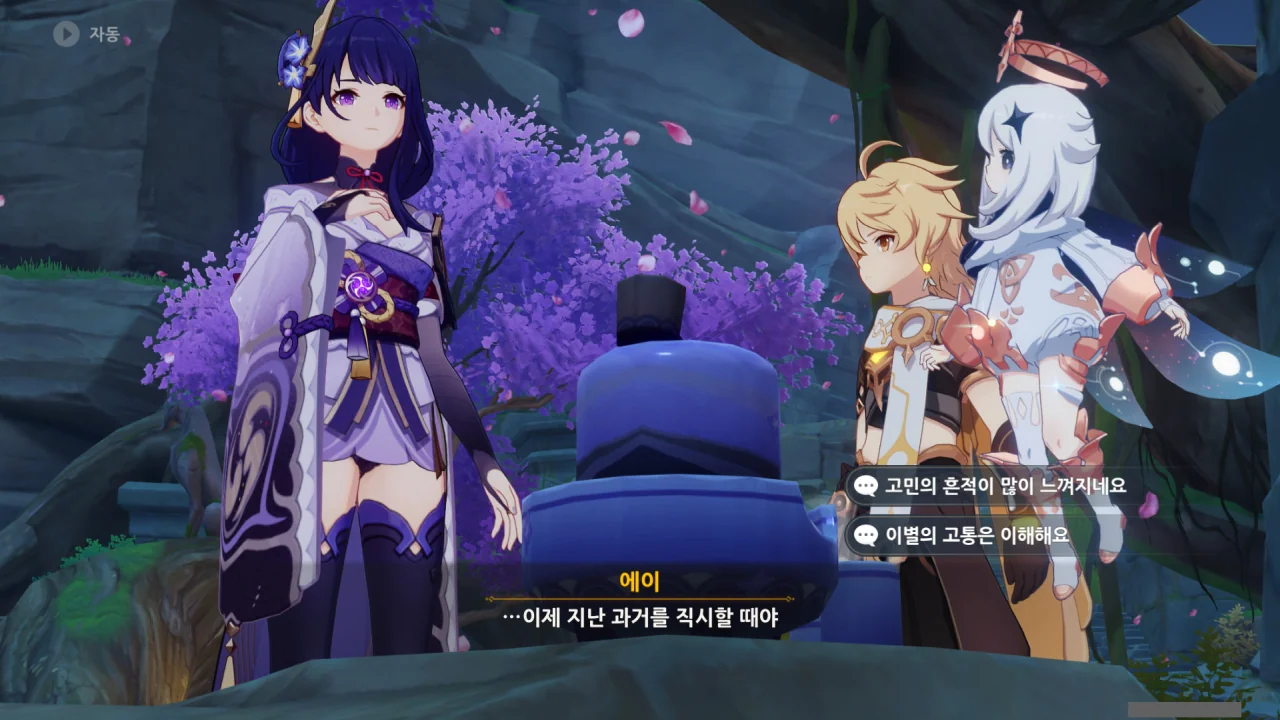 자동
고민의 흔적이 많이 느껴지네요
이별의 고통은 이해해요
에이
…이제 지난 과거를 직시할 때야